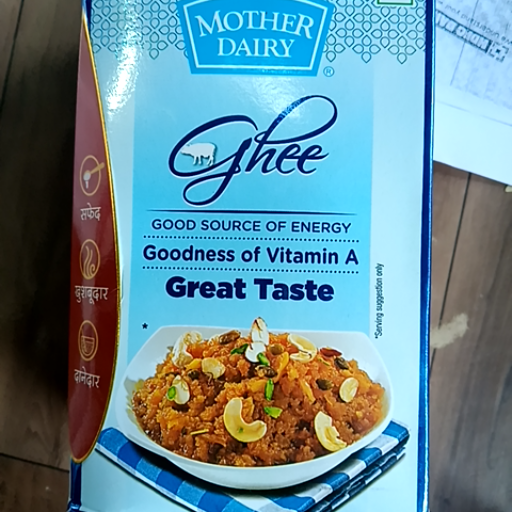 MOTHER
DAIRY
®
Ghee
GOOD SOURCE OF ENERGY
Goodness of Vitamin A
Great Taste
*
*Serving suggestion only
सफेद
खुशबूदार
दानेदार